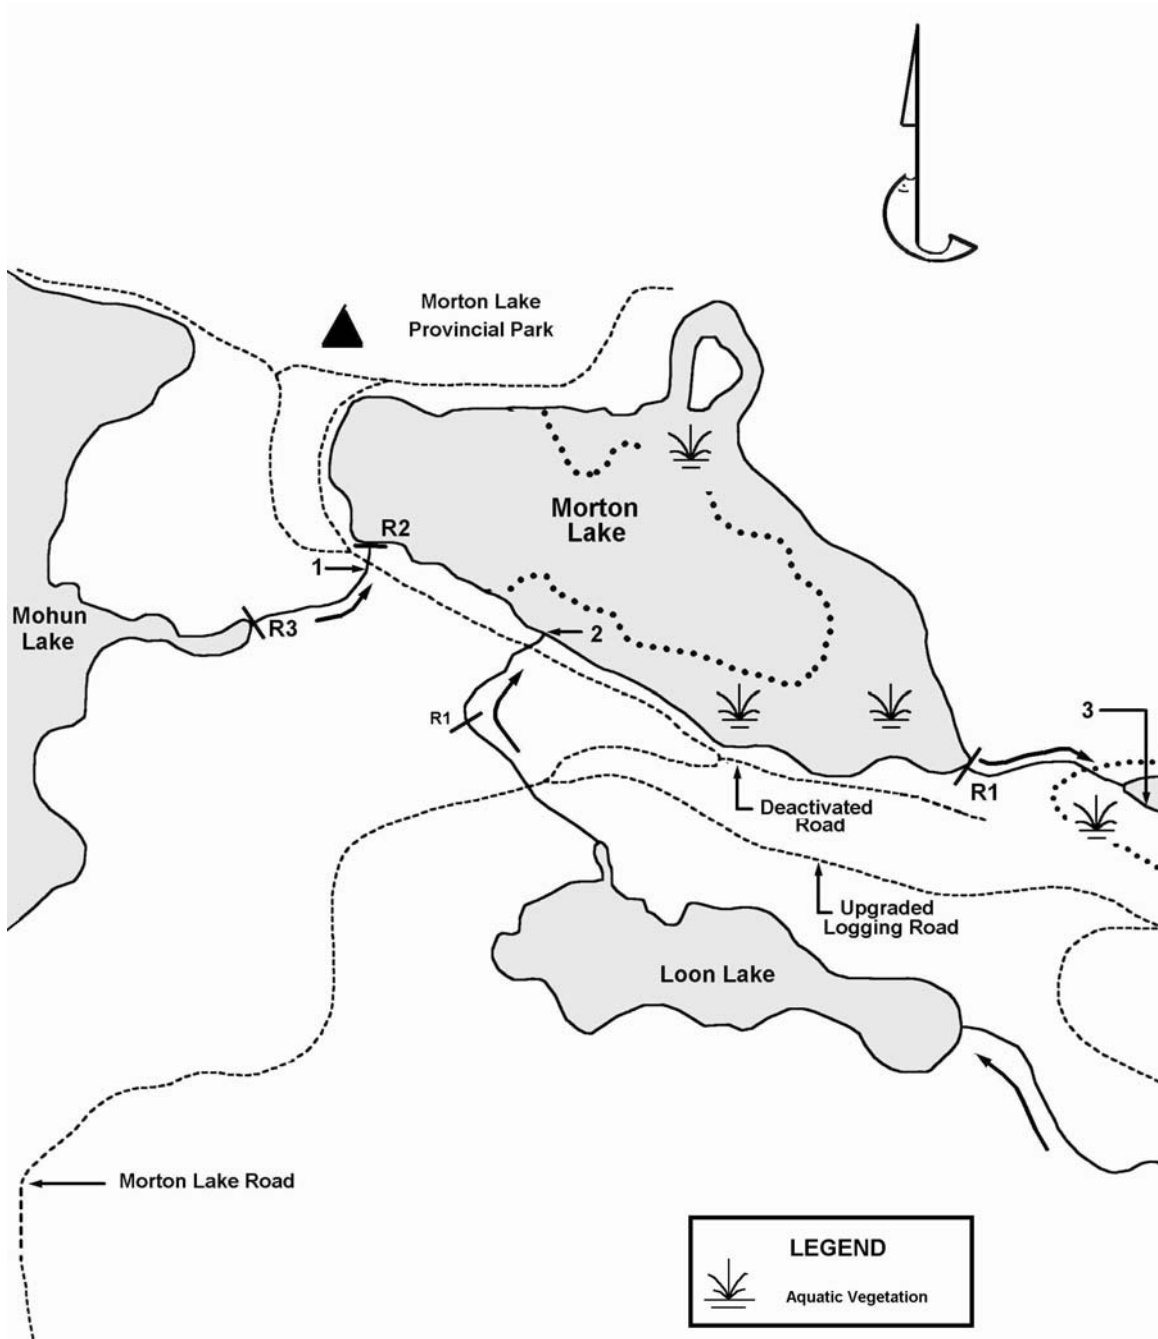 Morton Lake
Provincial Park
Morton
Lake
R2
1
Mohun
Lake
R3
2
R1
3
R1
Deactivated
Road
Upgraded
Logging Road
Loon Lake
Morton Lake Road
LEGEND
Aquatic Vegetation